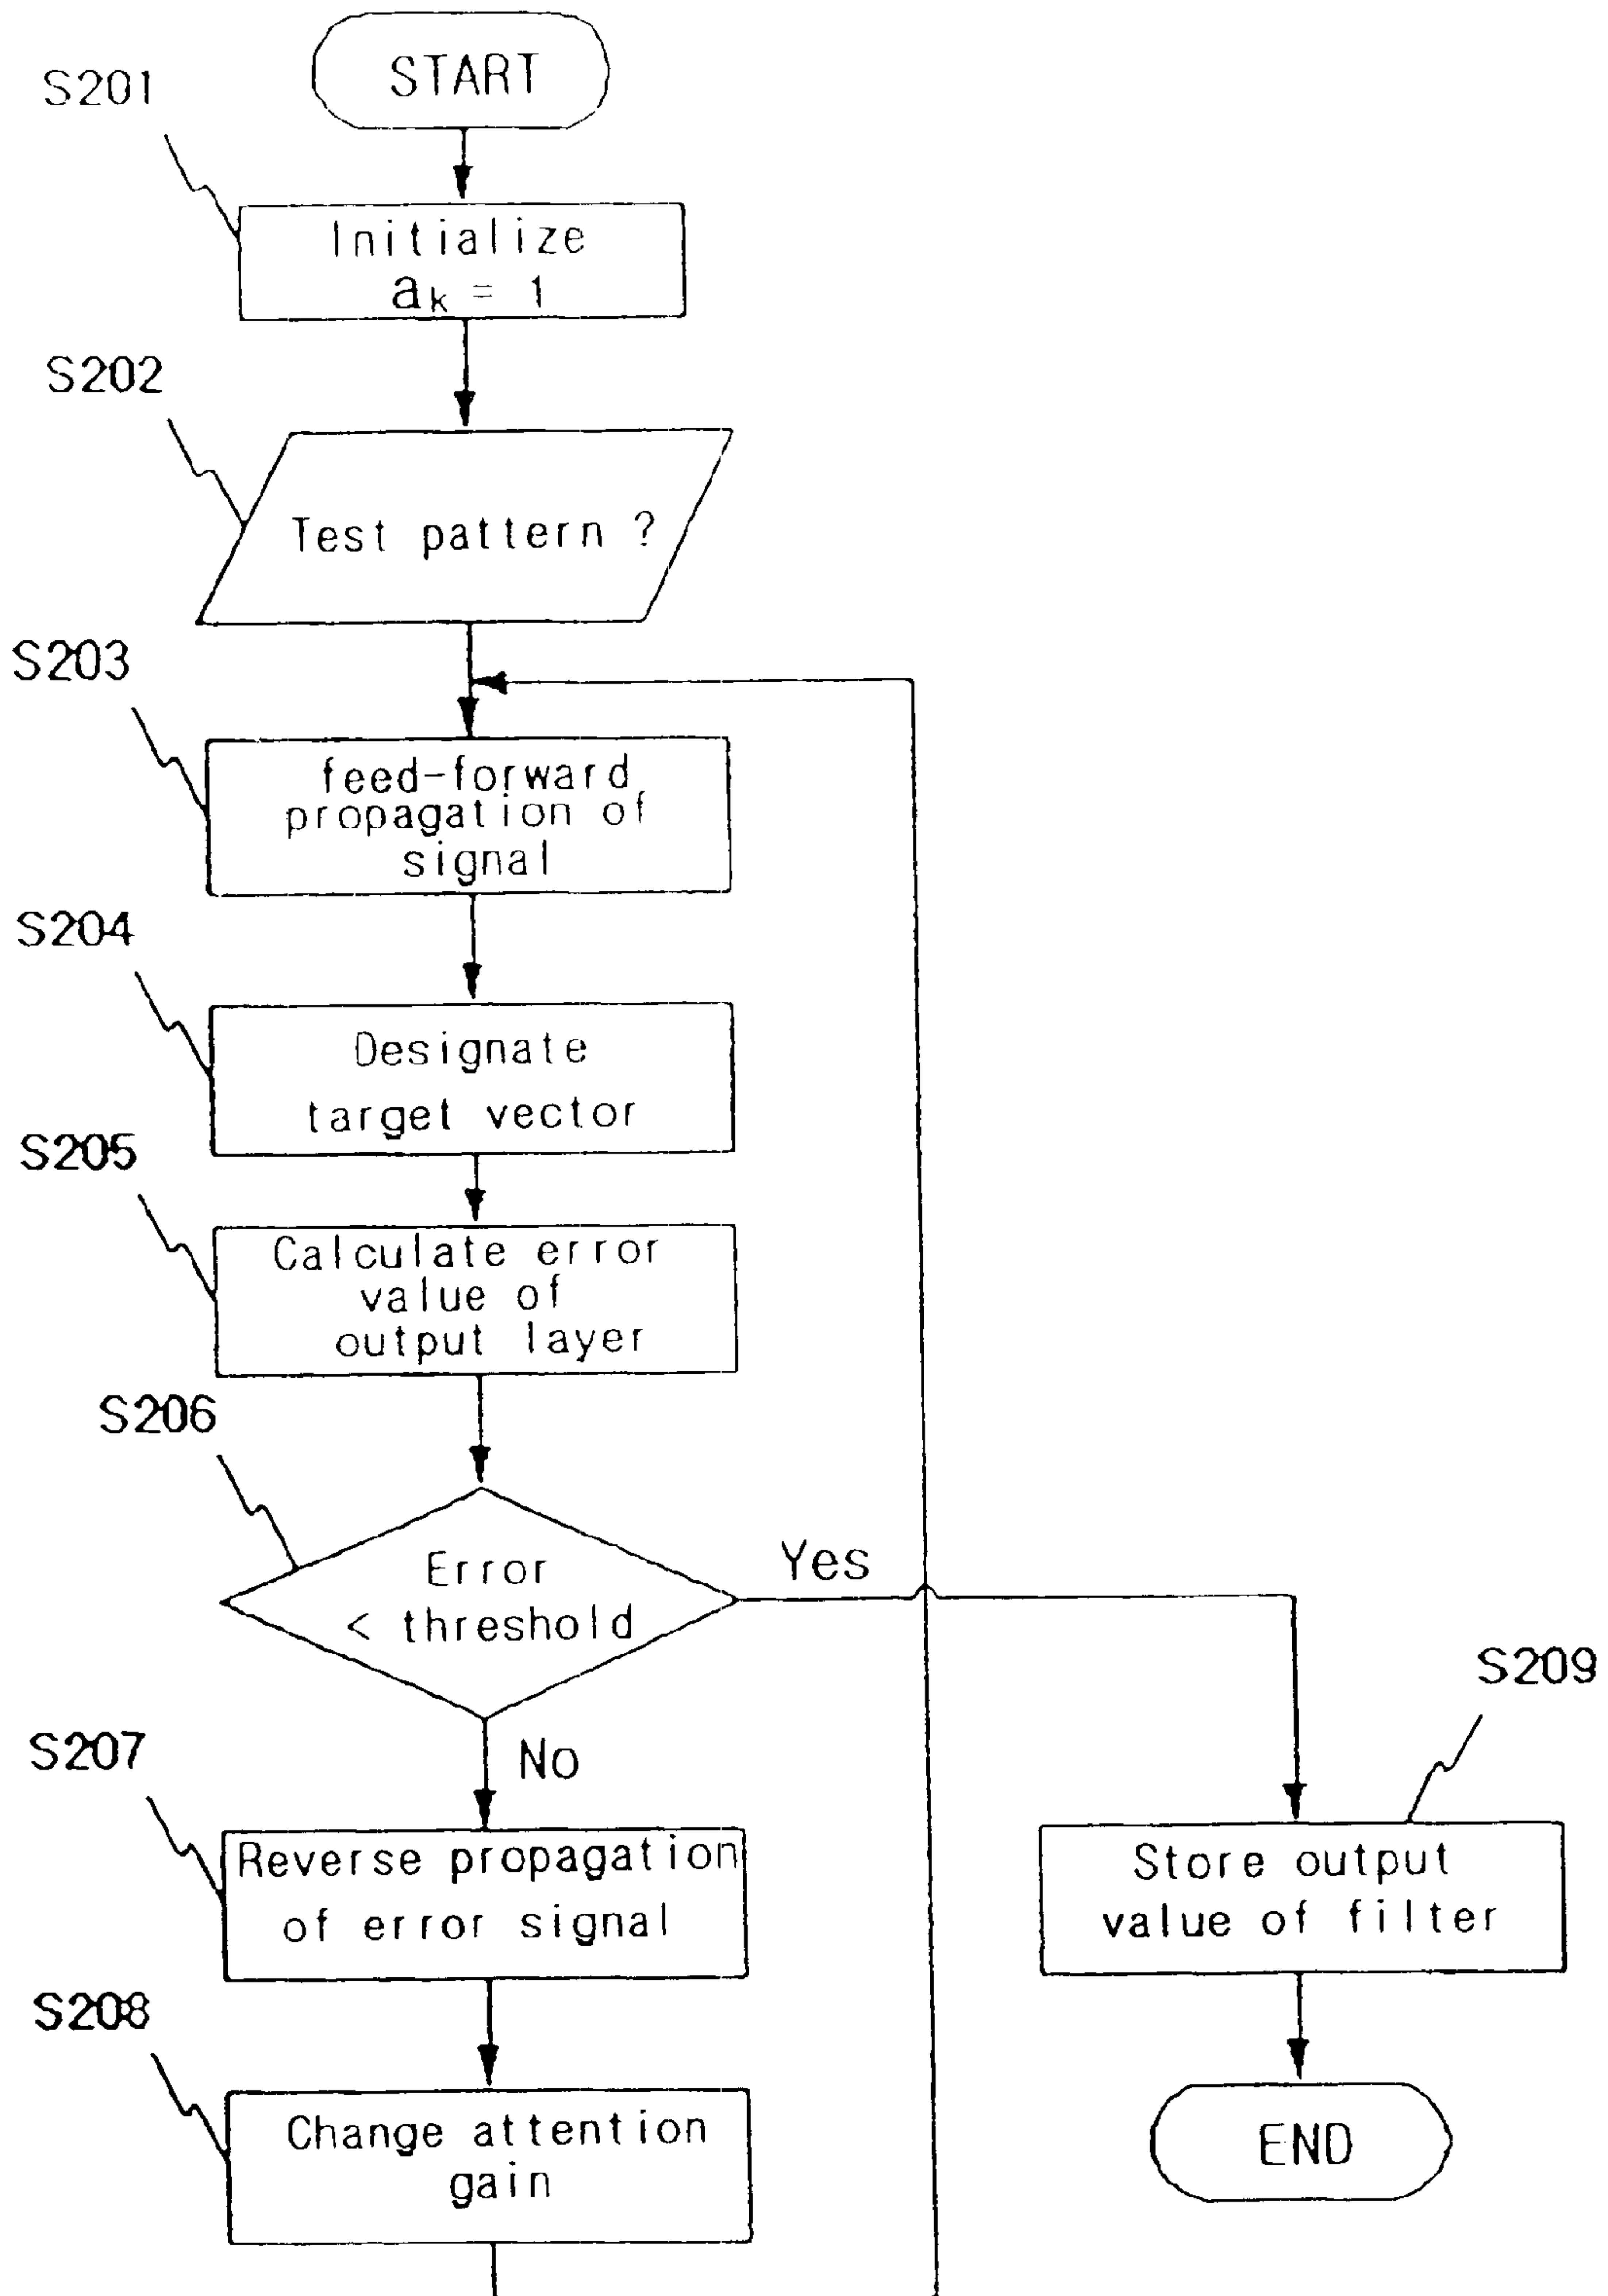 START
S201
Initialize
ak = 1
S202
Test pattern ?
S203
feed-forward
propagation of
signal
S204
Designate
target vector
S205
Calculate error
value of
output layer
S206
Error
< threshold
Yes
No
S207
Reverse propagation
of error signal
S208
Change attention
gain
S209
Store output
value of filter
END